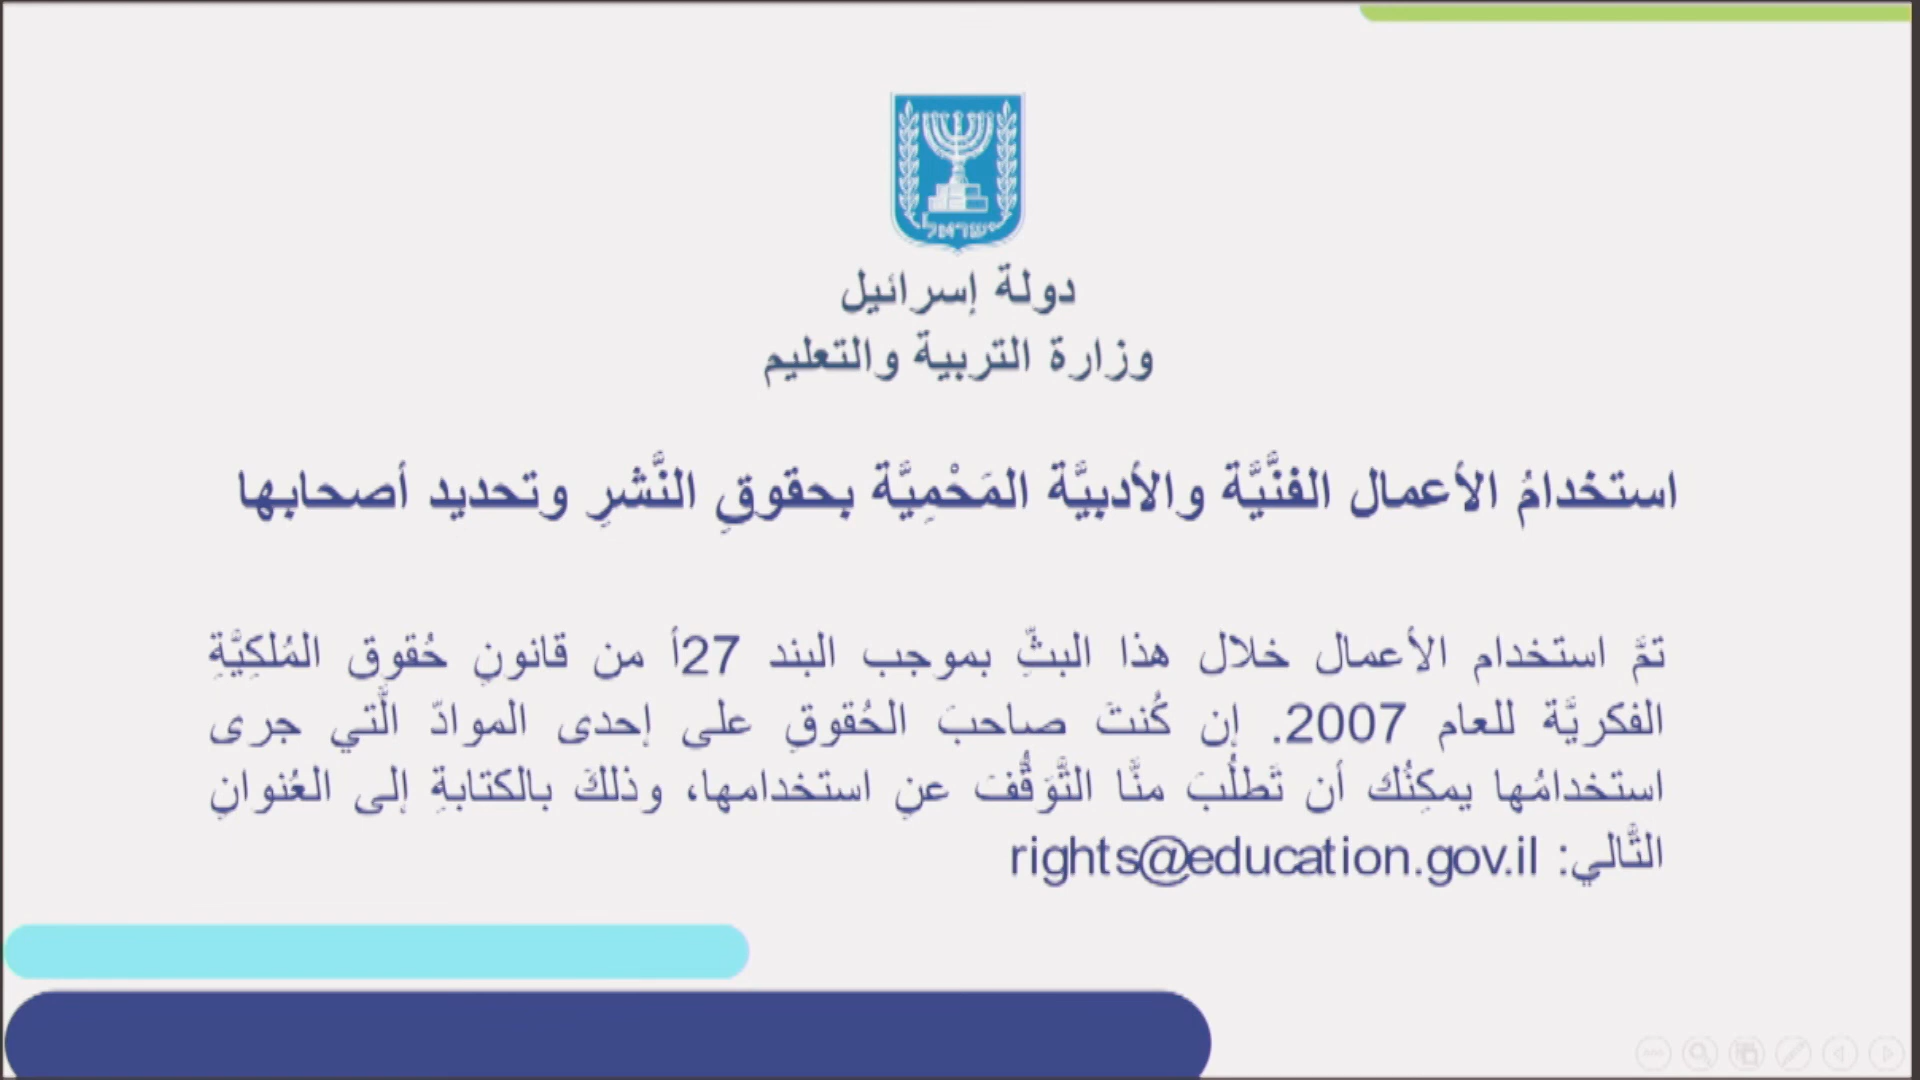 ישראל
دولة إسرائيل
وزارة التربية والتعليم
استخدامُ الأعمال الفنَّيَّة والأدبيَّة المَحْمِيَّة بحقوقِ النَّشرِ وتحديد أصحابها
تمَّ استخدام الأعمال خلال هذا البثِّ بموجب البند 27أ من قانونِ حُقوق المُلكِيَّةِ
الفكريَّة للعام 2007. إن كُنتَ صاحبَ الحُقوقِ على إحدى الموادّ الَّتي جرى
استخدامُها يمكِنُك أن تَطلُبَ منَّا التَّوَقُّفَ عنِ استخدامها، وذلكَ بالكتابةِ إلى العُنوانِ
التَّالي: rights@education.gov.il